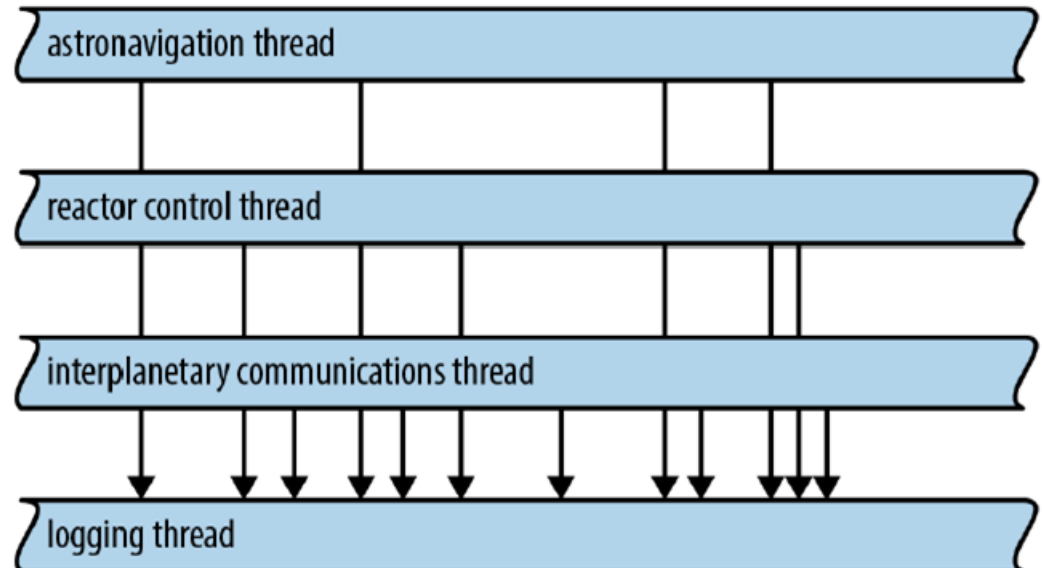 astronavigation thread
reactor control thread
interplanetary communications thread
logging thread